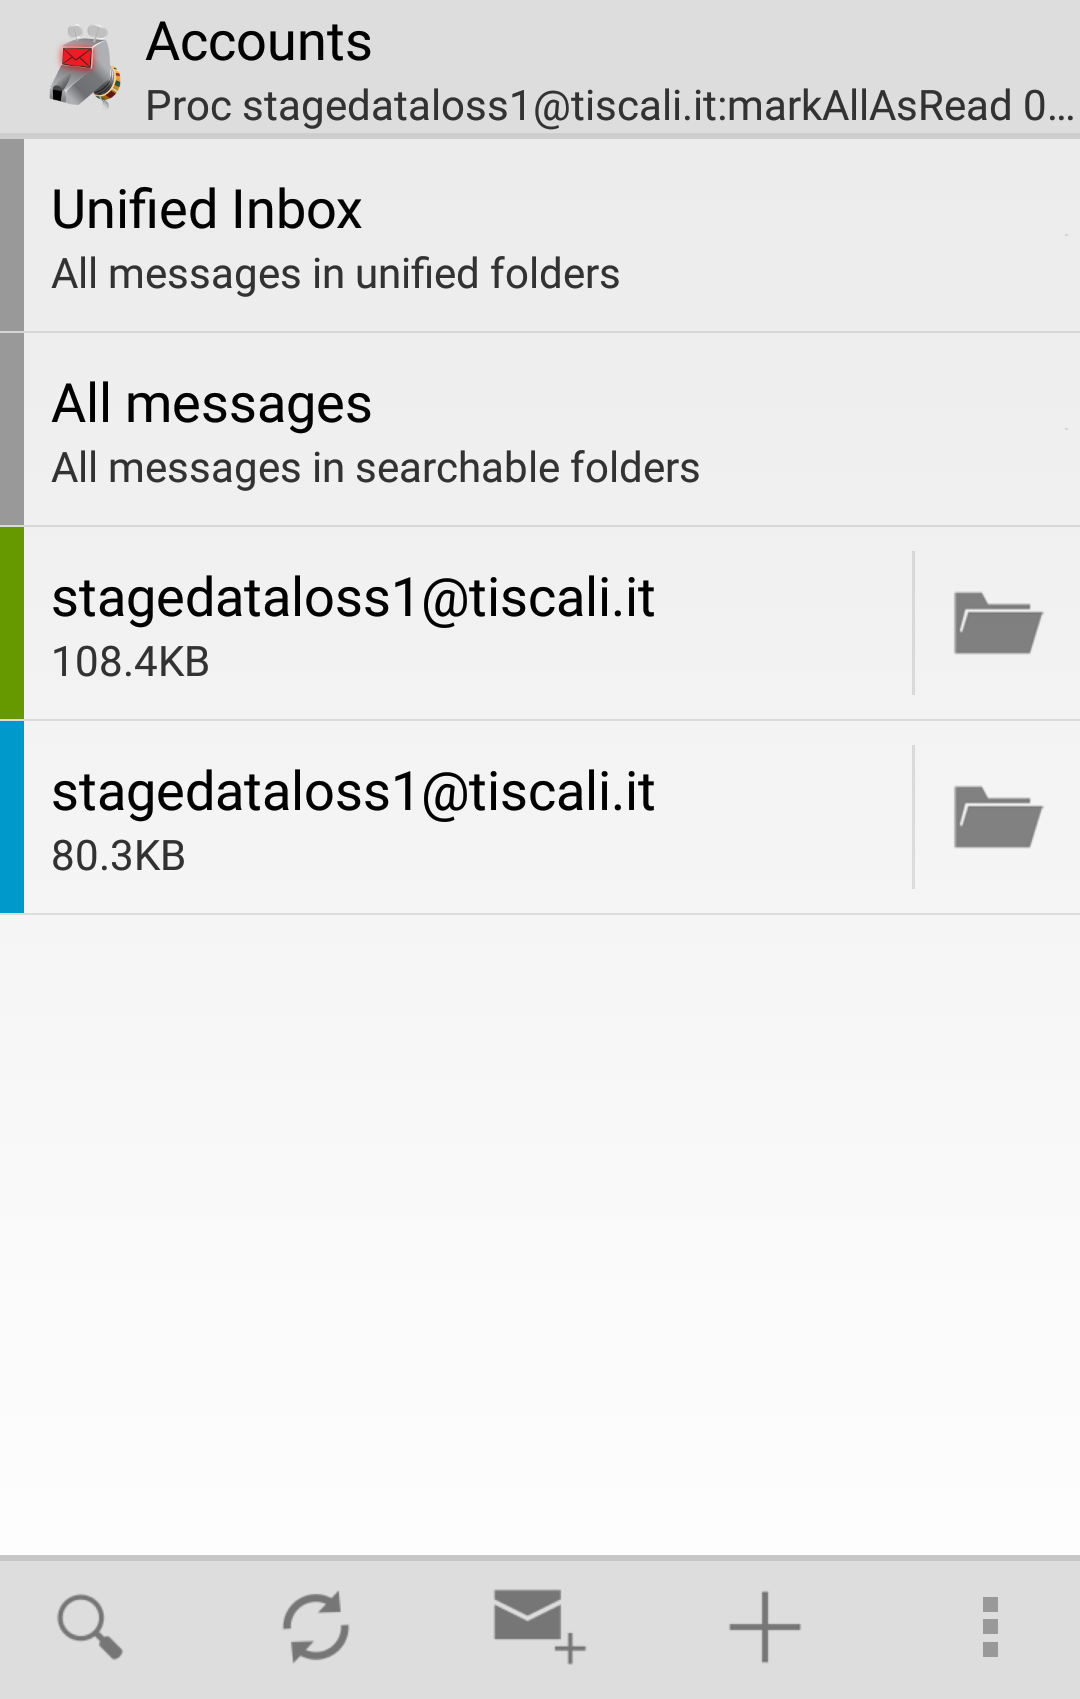 Accounts
Proc stagedataloss1@tiscali.it:markAllAsRead 0…
Unified Inbox
All messages in unified folders
All messages
All messages in searchable folders
stagedataloss1@tiscali.it
108.4KB
stagedataloss1@tiscali.it
80.3KB